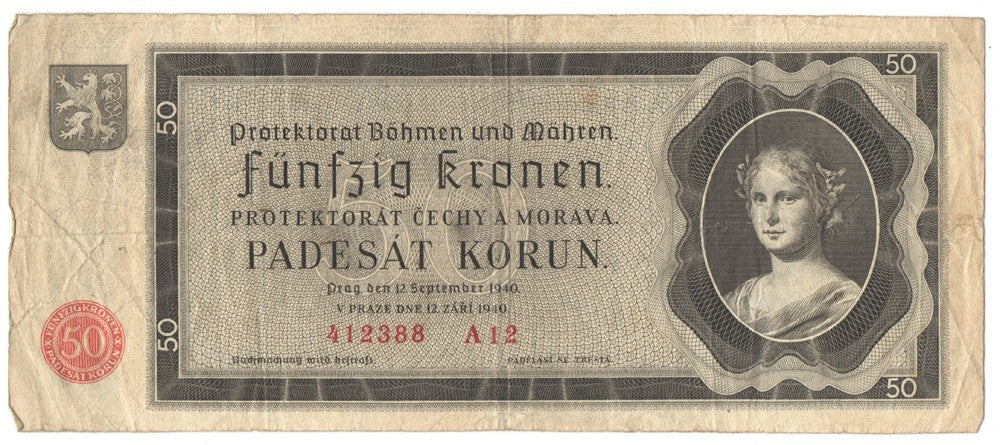 50
50
Protektorat Böhmen und Mähren.
Fünfzig Kronen.
PROTEKTORÁT ČECHY A MORAVA.
PADESÁT KORUN.
Prag den 12. September 1940.
V PRAZE DNE 12. ZÁŘÍ 1940.
412388 A12
Nachmachung wird bestraft. PADĚLÁNÍ SE TRESTÁ.
FÜNFZIG KRONEN
50
PADESÁT KORUN
50
50